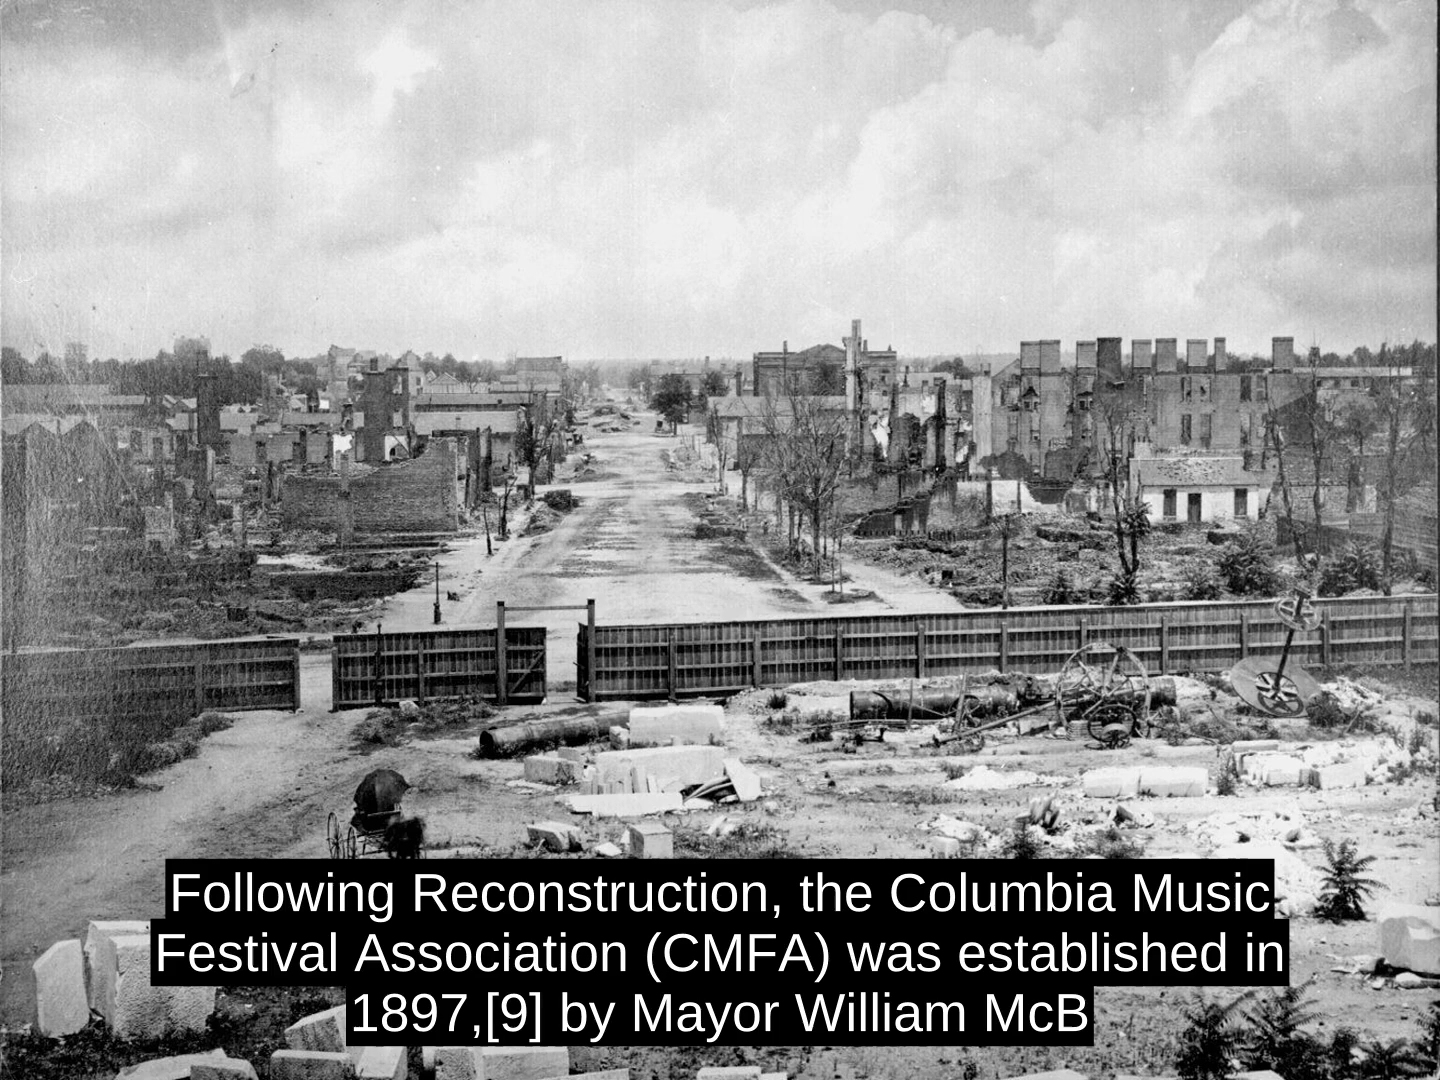 Following Reconstruction, the Columbia Music
Festival Association (CMFA) was established in
1897,[9] by Mayor William McB